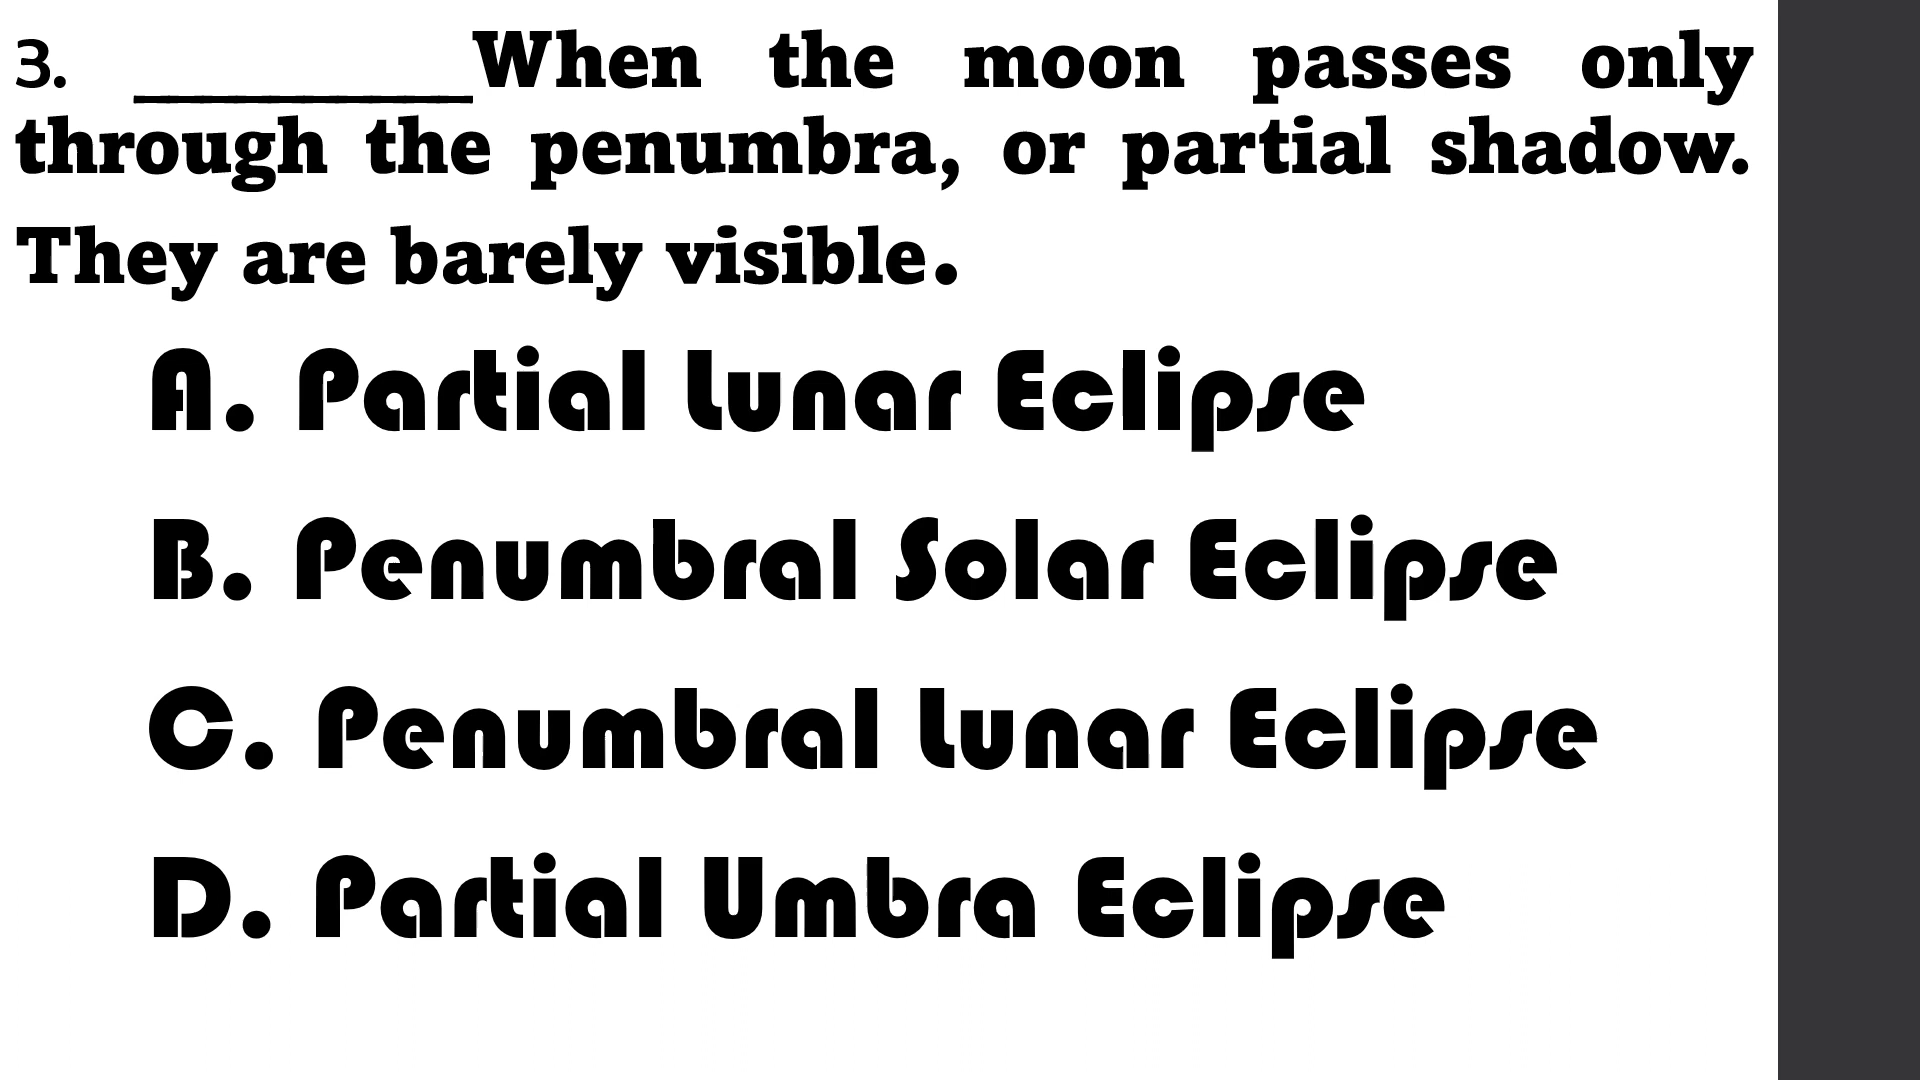 3. __________When the moon passes only
through the penumbra, or partial shadow.
They are barely visible.
A. Partial Lunar Eclipse
B. Penumbral Solar Eclipse
C. Penumbral Lunar Eclipse
D. Partial Umbra Eclipse